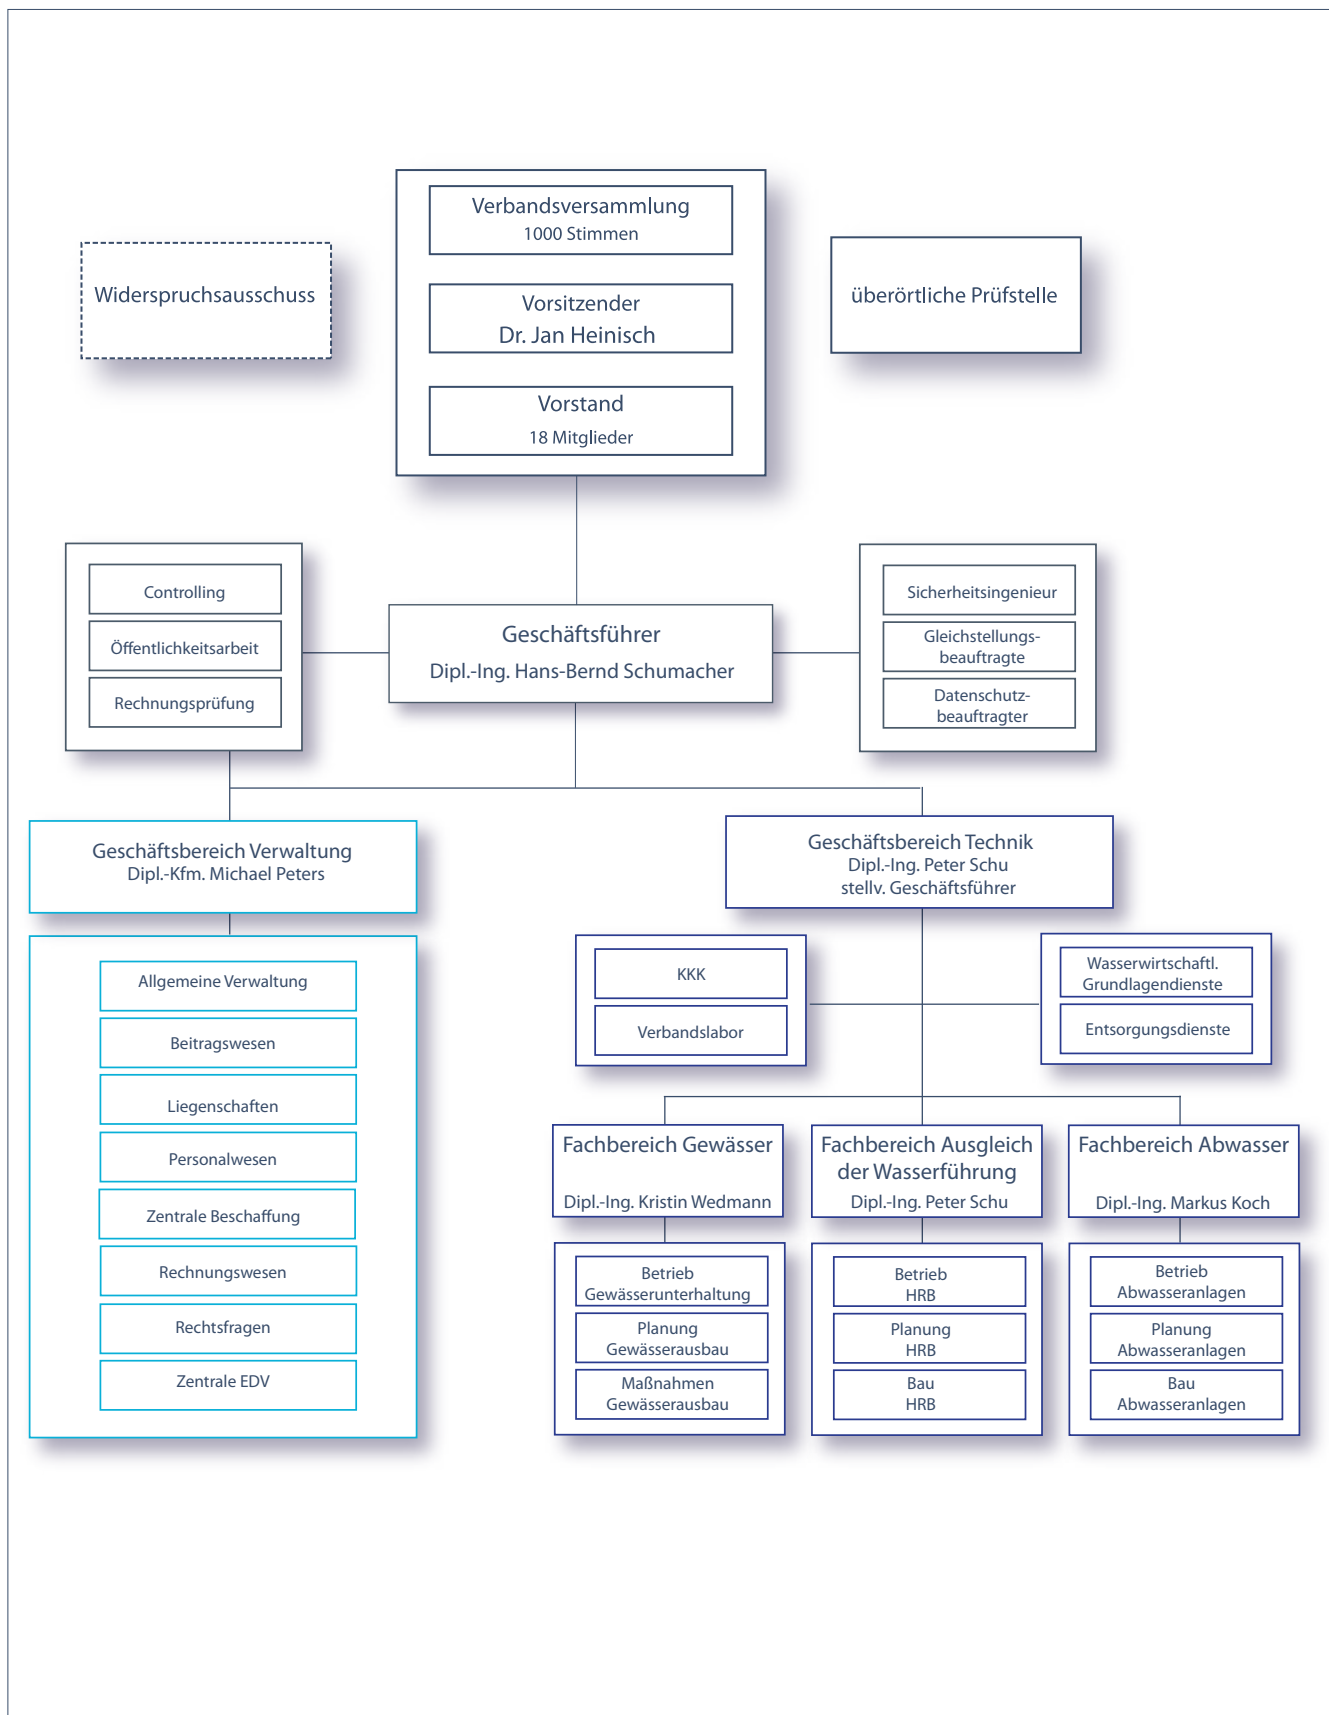 Verbandsversammlung
1000 Stimmen
Widerspruchsausschuss
überörtliche Prüfstelle
Vorsitzender
Dr. Jan Heinisch
Vorstand
18 Mitglieder
Controlling
Öffentlichkeitsarbeit
Rechnungsprüfung
Geschäftsführer
Dipl.-Ing. Hans-Bernd Schumacher
Sicherheitsingenieur
Gleichstellungs-
beauftragte
Datenschutz-
beauftragter
Geschäftsbereich Verwaltung
Dipl.-Kfm. Michael Peters
Geschäftsbereich Technik
Dipl.-Ing. Peter Schu
stellv. Geschäftsführer
Allgemeine Verwaltung
Beitragswesen
Liegenschaften
Personalwesen
Zentrale Beschaffung
Rechnungswesen
Rechtsfragen
Zentrale EDV
KKK
Verbandslabor
Wasserwirtschaftl.
Grundlagendienste
Entsorgungsdienste
Fachbereich Gewässer
Dipl.-Ing. Kristin Wedmann
Betrieb
Gewässerunterhaltung
Planung
Gewässerausbau
Maßnahmen
Gewässerausbau
Fachbereich Ausgleich
der Wasserführung
Dipl.-Ing. Peter Schu
Betrieb
HRB
Planung
HRB
Bau
HRB
Fachbereich Abwasser
Dipl.-Ing. Markus Koch
Betrieb
Abwasseranlagen
Planung
Abwasseranlagen
Bau
Abwasseranlagen